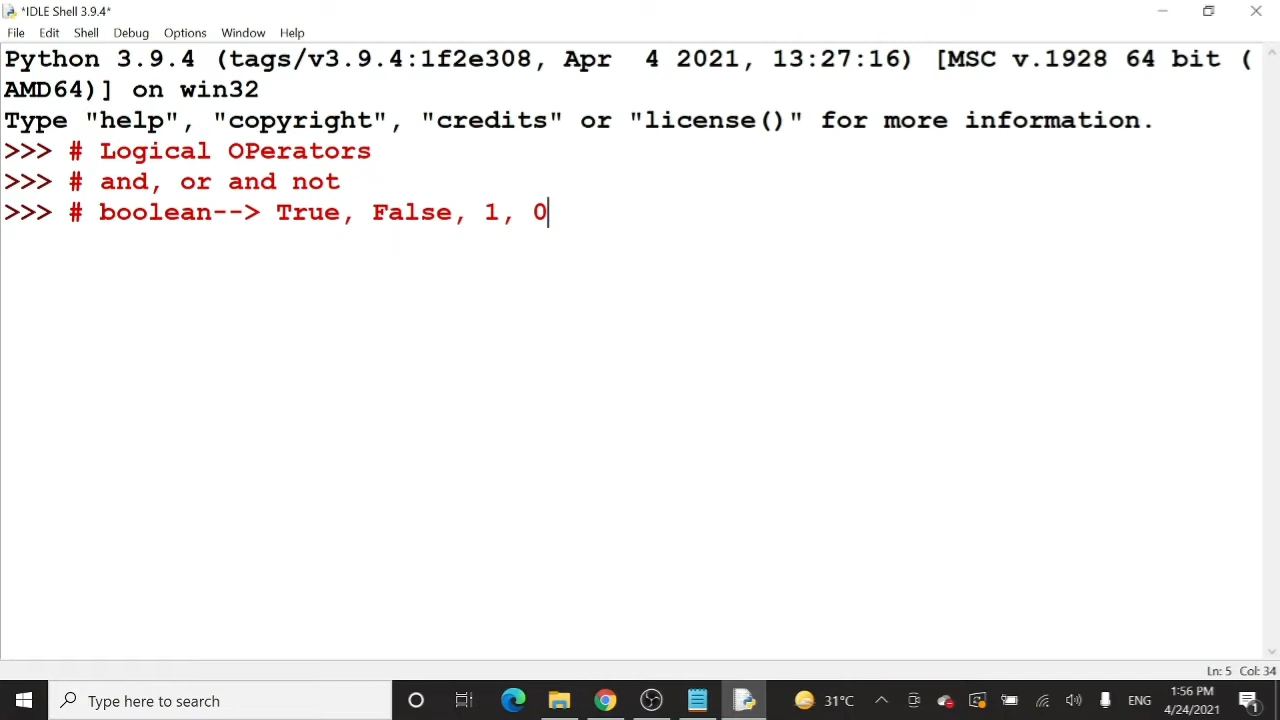 *IDLE Shell 3.9.4*
File Edit Shell Debug Options Window Help
Python 3.9.4 (tags/v3.9.4:1f2e308, Apr  4 2021, 13:27:16) [MSC v.1928 64 bit (
AMD64)] on win32
Type "help", "copyright", "credits" or "license()" for more information.
>>> # Logical OPerators
>>> # and, or and not
>>> # boolean--> True, False, 1, 0
Ln: 5 Col: 34
Type here to search
31°C
ENG
1:56 PM
4/24/2021
1